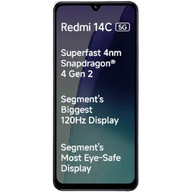 Redmi 14C 5G
Superfast 4nm
Snapdragon®
4 Gen 2
Segment's
Biggest
120Hz Display
Segment's
Most Eye-Safe
Display